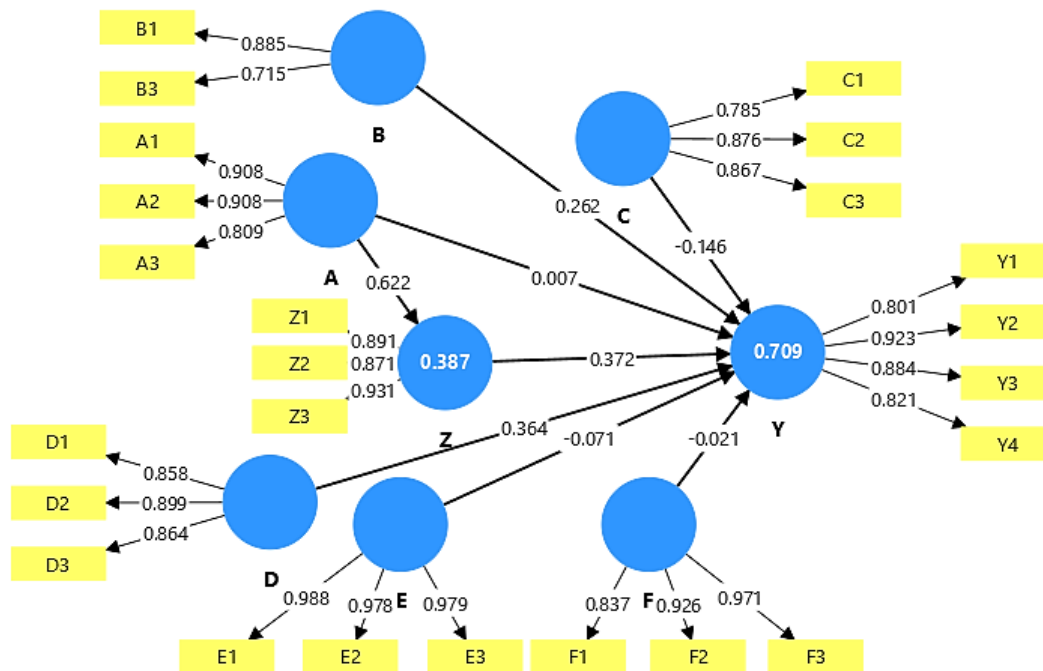 B1
0.885
B3
0.715
B
A1
0.908
A2
0.908
A3
0.809
A
C1
0.785
C2
0.876
C3
0.867
C
0.262
-0.146
0.007
0.622
Z1
0.891
Z2
0.871
Z3
0.931
0.387
Z
0.372
0.709
Y
Y1
0.801
Y2
0.923
Y3
0.884
Y4
0.821
0.364
-0.071
-0.021
D1
0.858
D2
0.899
D3
0.864
D
E
0.988
0.978
0.979
E1
E2
E3
F
0.837
0.926
0.971
F1
F2
F3